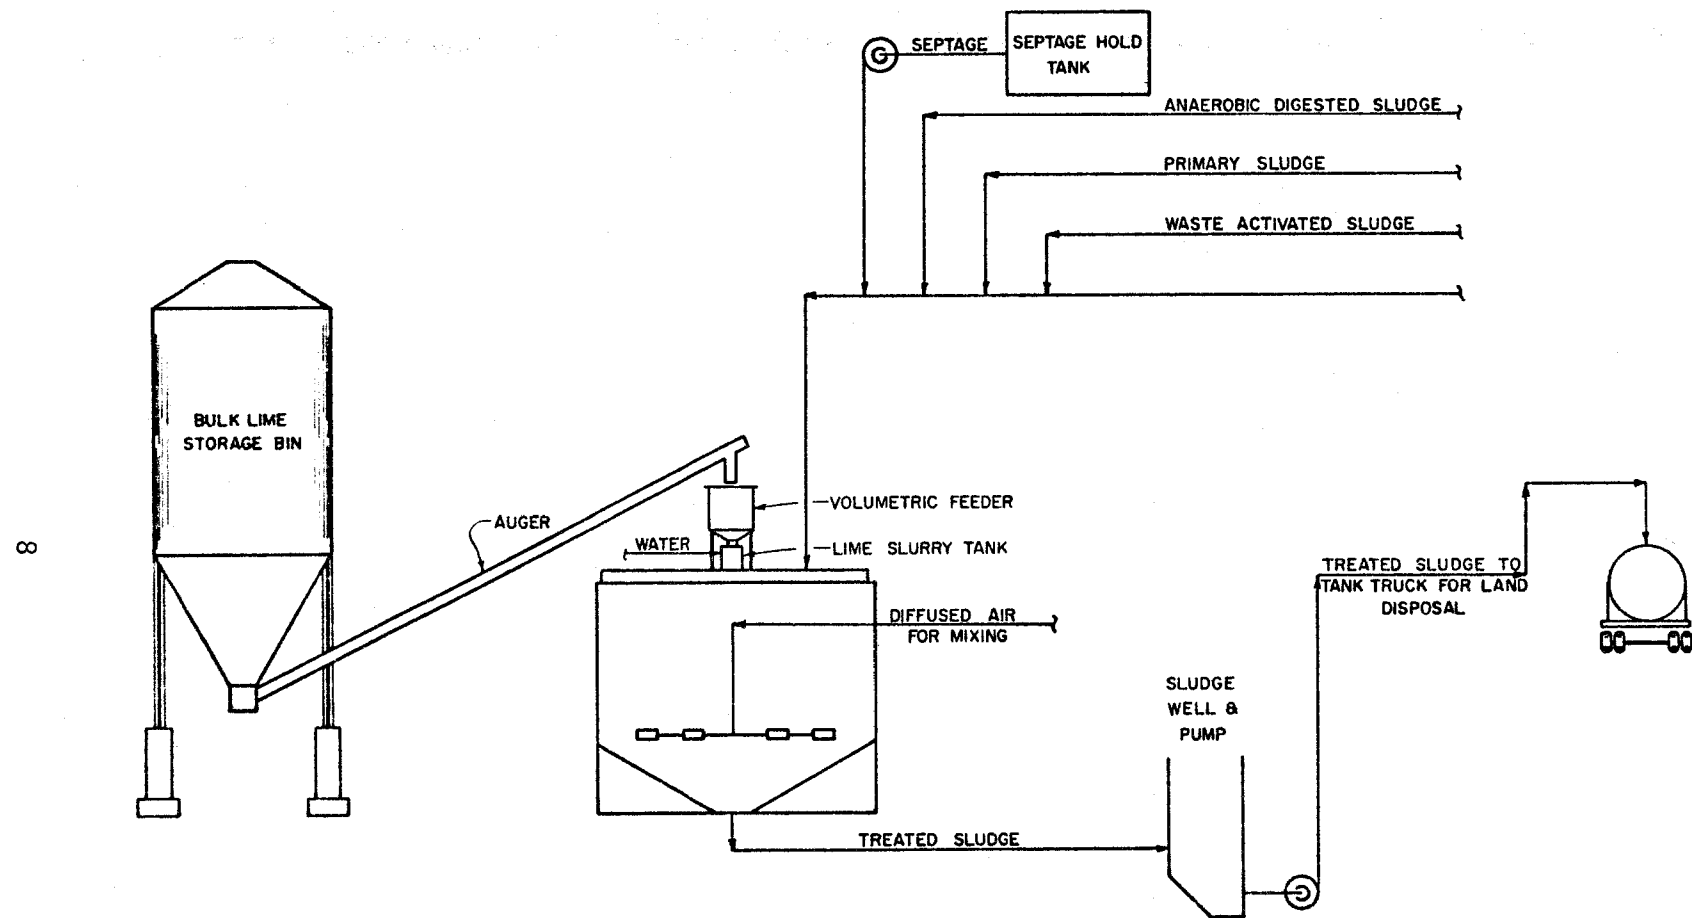 SEPTAGE
SEPTAGE HOLD
TANK
ANAEROBIC DIGESTED SLUDGE
PRIMARY SLUDGE
WASTE ACTIVATED SLUDGE
BULK LIME
STORAGE BIN
AUGER
VOLUMETRIC FEEDER
WATER
LIME SLURRY TANK
DIFFUSED AIR
FOR MIXING
TREATED SLUDGE TO
TANK TRUCK FOR LAND
DISPOSAL
SLUDGE
WELL &
PUMP
TREATED SLUDGE
8